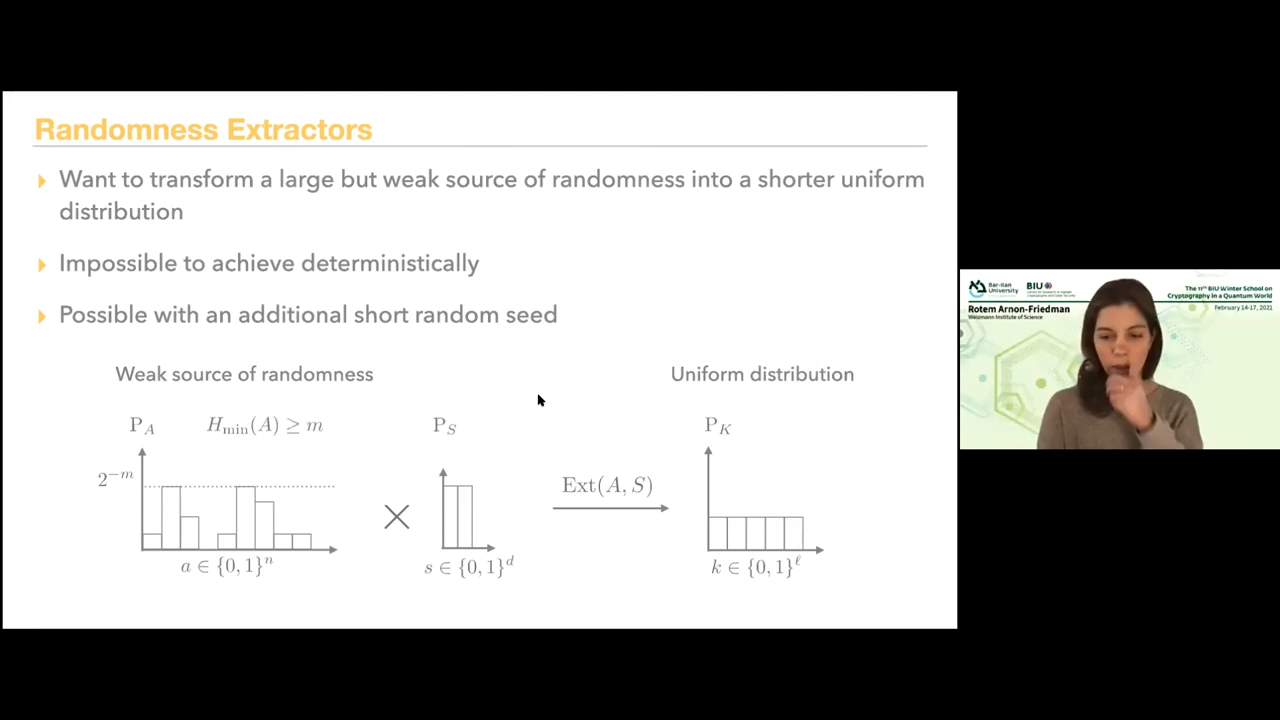 Randomness Extractors
Want to transform a large but weak source of randomness into a shorter uniform
distribution
Impossible to achieve deterministically
Possible with an additional short random seed
Weak source of randomness
Uniform distribution
P_A
H_min(A) ≥ m
P_S
P_K
2^{-m}
×
Ext(A, S)
a ∈ {0, 1}^n
s ∈ {0, 1}^d
k ∈ {0, 1}^ℓ
Bar-Ilan
University
BIU
The 11th BIU Winter School on
Cryptography in a Quantum World
February 14-17, 2021
Rotem Arnon-Friedman
Weizmann Institute of Science